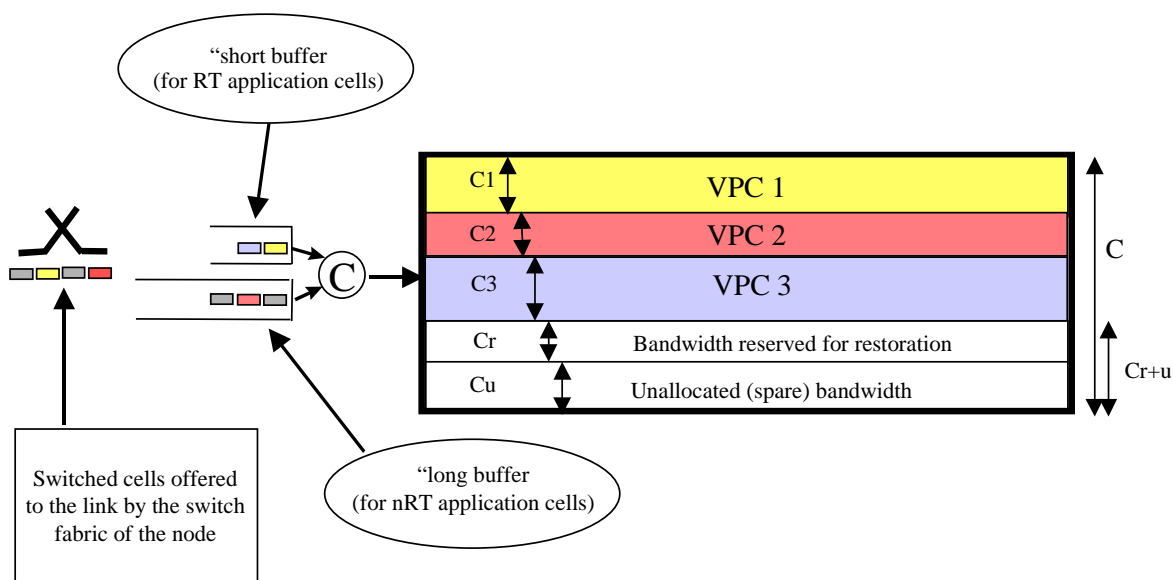 “short buffer
(for RT application cells)
C1
VPC 1
C2
VPC 2
C
C
C3
VPC 3
Cr
Bandwidth reserved for restoration
Cr+u
Cu
Unallocated (spare) bandwidth
Switched cells offered
to the link by the switch
fabric of the node
“long buffer
(for nRT application cells)